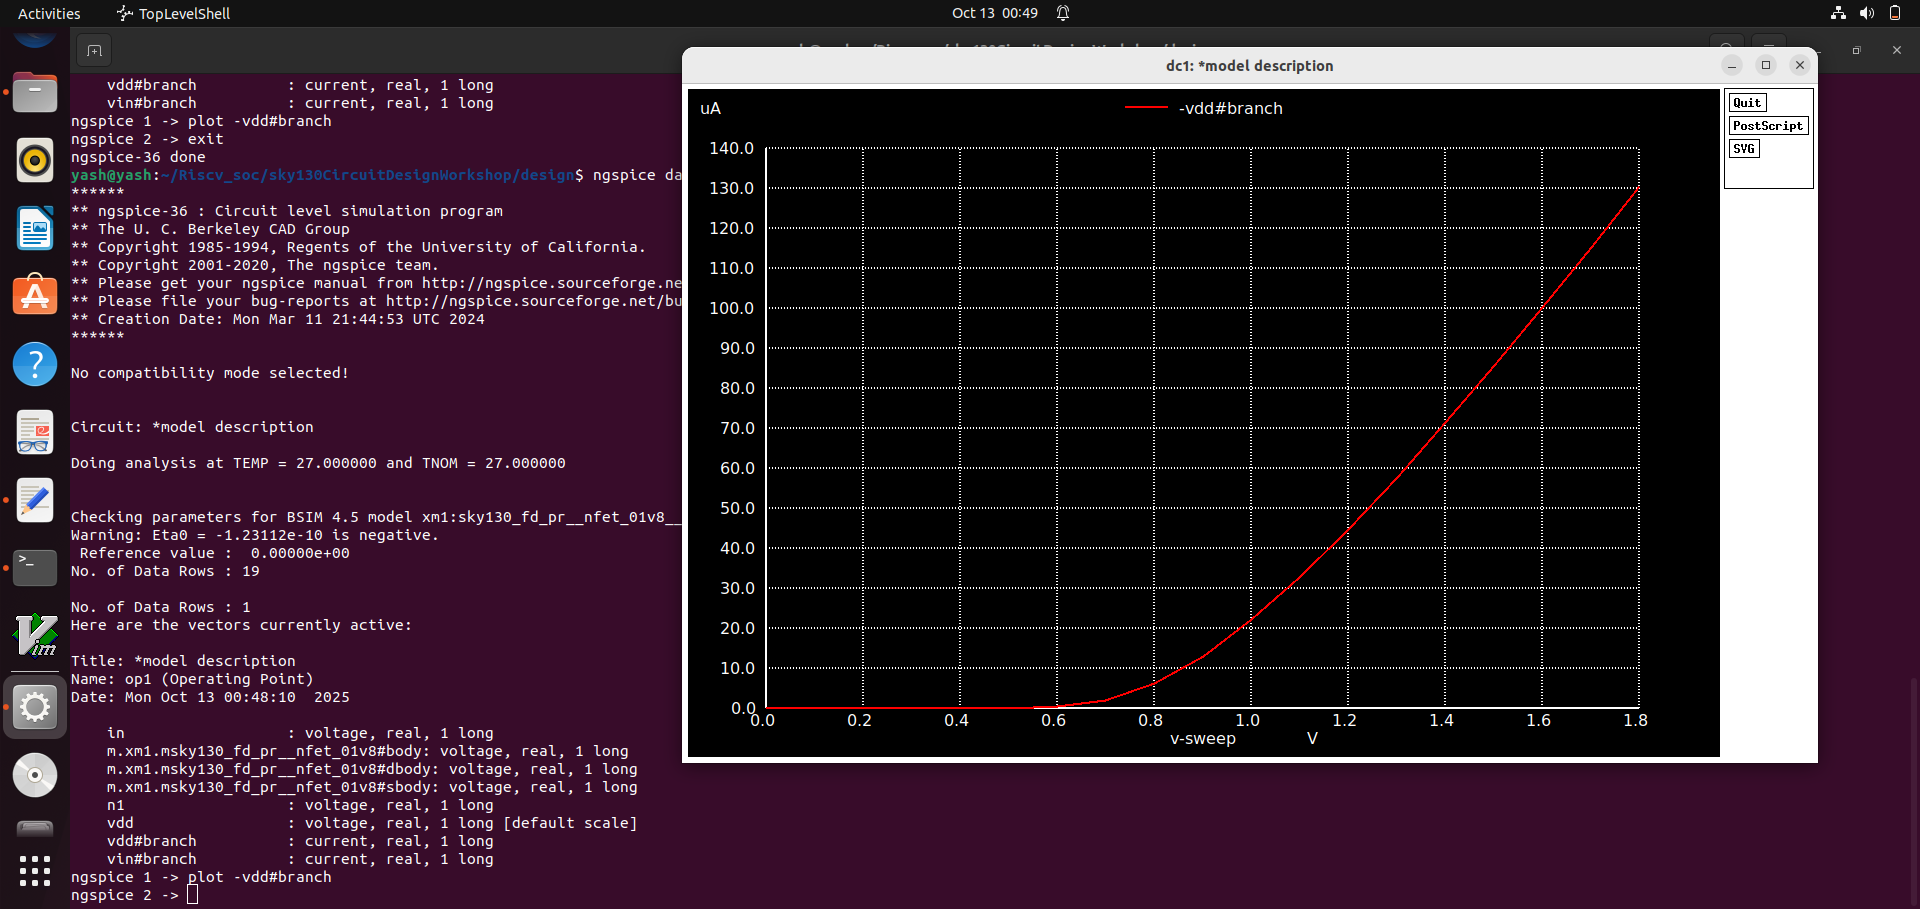 Activities
TopLevelShell
Oct 13 00:49
vdd#branch : current, real, 1 long
vin#branch : current, real, 1 long
ngspice 1 -> plot -vdd#branch
ngspice 2 -> exit
ngspice-36 done
yash@yash:~/Riscv_soc/sky130CircuitDesignWorkshop/design$ ngspice da
******
** ngspice-36 : Circuit level simulation program
** The U. C. Berkeley CAD Group
** Copyright 1985-1994, Regents of the University of California.
** Copyright 2001-2020, The ngspice team.
** Please get your ngspice manual from http://ngspice.sourceforge.ne
** Please file your bug-reports at http://ngspice.sourceforge.net/bu
** Creation Date: Mon Mar 11 21:44:53 UTC 2024
******
No compatibility mode selected!
Circuit: *model description
Doing analysis at TEMP = 27.000000 and TNOM = 27.000000
Checking parameters for BSIM 4.5 model xm1:sky130_fd_pr__nfet_01v8__
Warning: Eta0 = -1.23112e-10 is negative.
Reference value : 0.00000e+00
No. of Data Rows : 19
No. of Data Rows : 1
Here are the vectors currently active:
Title: *model description
Name: op1 (Operating Point)
Date: Mon Oct 13 00:48:10 2025
in : voltage, real, 1 long
m.xm1.msky130_fd_pr__nfet_01v8#body: voltage, real, 1 long
m.xm1.msky130_fd_pr__nfet_01v8#dbody: voltage, real, 1 long
m.xm1.msky130_fd_pr__nfet_01v8#sbody: voltage, real, 1 long
n1 : voltage, real, 1 long
vdd : voltage, real, 1 long [default scale]
vdd#branch : current, real, 1 long
vin#branch : current, real, 1 long
ngspice 1 -> plot -vdd#branch
ngspice 2 ->
dc1: *model description
uA
-vdd#branch
Quit
PostScript
SVG
140.0
130.0
120.0
110.0
100.0
90.0
80.0
70.0
60.0
50.0
40.0
30.0
20.0
10.0
0.0
0.0 0.2 0.4 0.6 0.8 1.0 1.2 1.4 1.6 1.8
v-sweep V